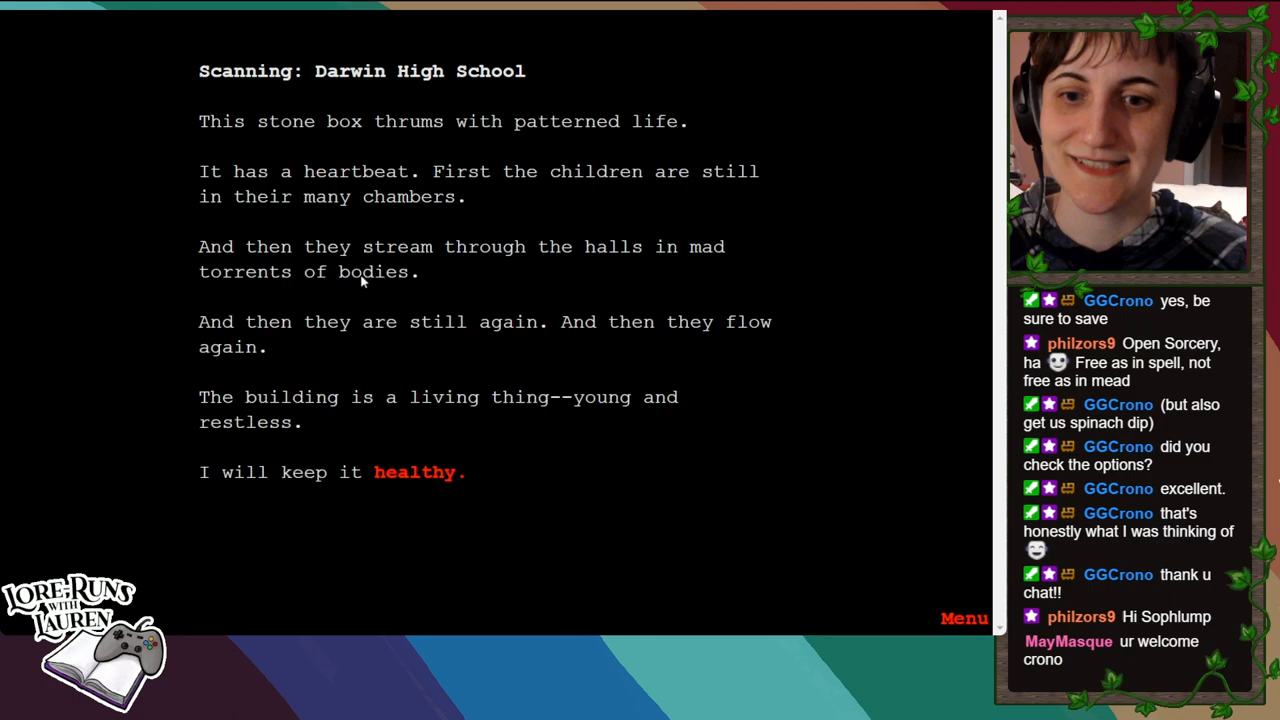 Scanning: Darwin High School
This stone box thrums with patterned life.
It has a heartbeat. First the children are still
in their many chambers.
And then they stream through the halls in mad
torrents of bodies.
And then they are still again. And then they flow
again.
The building is a living thing--young and
restless.
I will keep it healthy.
Menu
LORE-RUNS
WITH
LAUREN
GGCrono yes, be
sure to save
philzors9 Open Sorcery,
ha Free as in spell, not
free as in mead
GGCrono (but also
get us spinach dip)
GGCrono did you
check the options?
GGCrono excellent.
GGCrono that's
honestly what I was thinking of
GGCrono thank u
chat!!
philzors9 Hi Sophlump
MayMasque ur welcome
crono